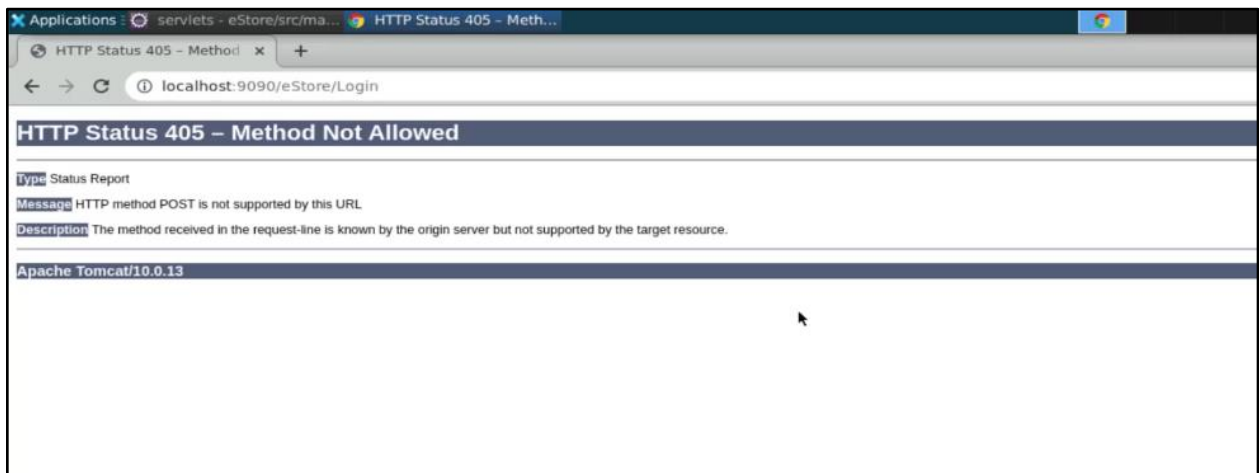 Applications : servlets - eStore/src/ma... HTTP Status 405 – Meth...
HTTP Status 405 – Method × +
localhost:9090/eStore/Login
HTTP Status 405 – Method Not Allowed
Type Status Report
Message HTTP method POST is not supported by this URL
Description The method received in the request-line is known by the origin server but not supported by the target resource.
Apache Tomcat/10.0.13